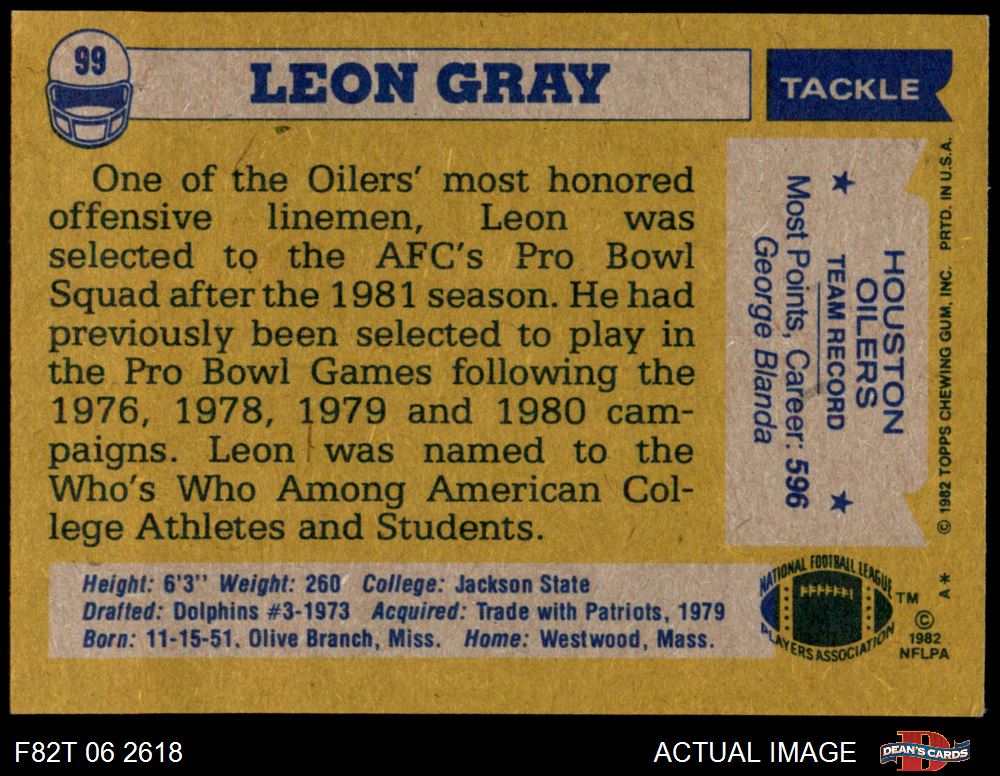 99
LEON GRAY
TACKLE
One of the Oilers' most honored
offensive linemen, Leon was
selected to the AFC's Pro Bowl
Squad after the 1981 season. He had
previously been selected to play in
the Pro Bowl Games following the
1976, 1978, 1979 and 1980 cam-
paigns. Leon was named to the
Who's Who Among American Col-
lege Athletes and Students.
HOUSTON
OILERS
TEAM RECORD
★ Most Points, Career: 596 ★
George Blanda
© 1982 TOPPS CHEWING GUM, INC. PRTD. IN U.S.A.
Height: 6'3" Weight: 260 College: Jackson State
Drafted: Dolphins #3-1973 Acquired: Trade with Patriots, 1979
Born: 11-15-51, Olive Branch, Miss. Home: Westwood, Mass.
NATIONAL FOOTBALL LEAGUE
PLAYERS ASSOCIATION
TM
A*
©
1982
NFLPA
F82T 06 2618
ACTUAL IMAGE
D
DEAN'S CARDS